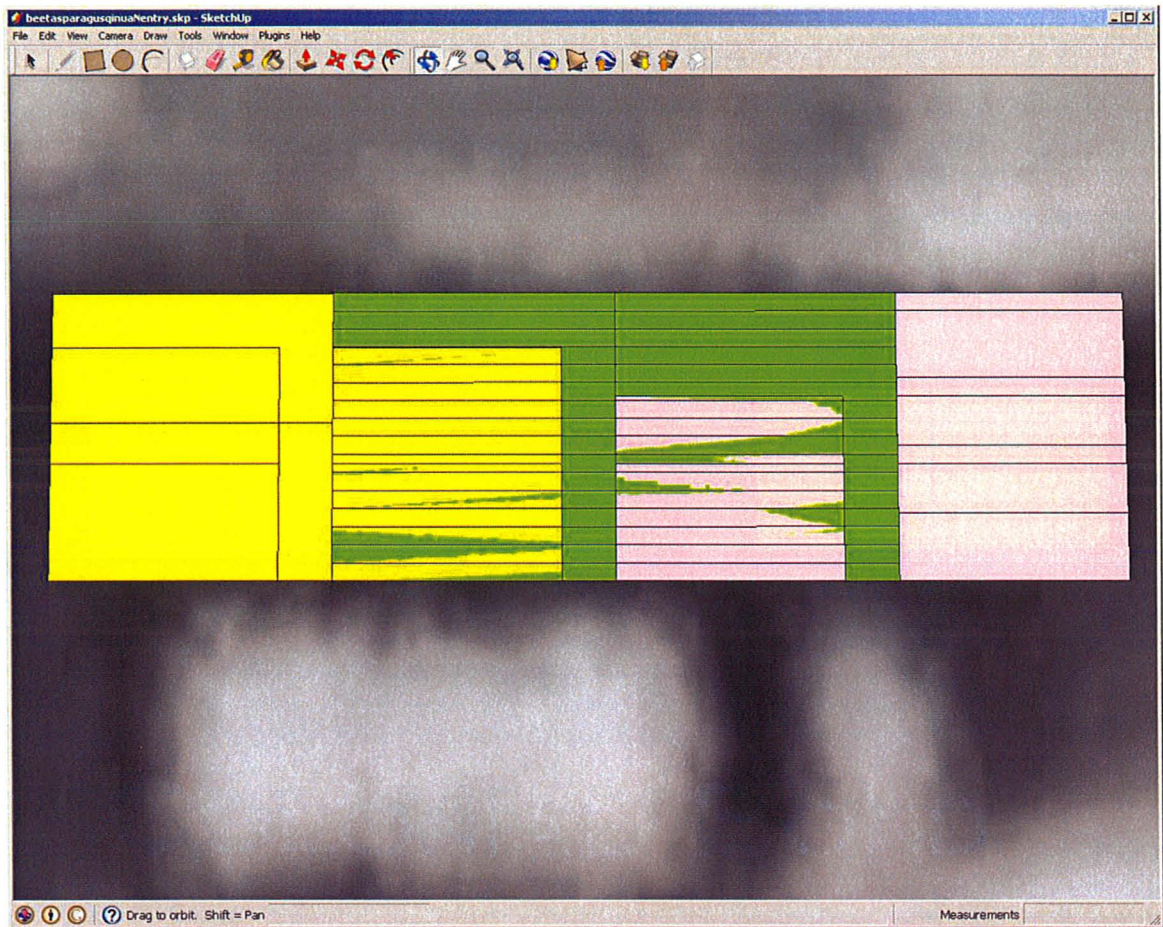 beetasparagusqinuaNentry.skp - SketchUp
File Edit View Camera Draw Tools Window Plugins Help
Drag to orbit. Shift = Pan
Measurements